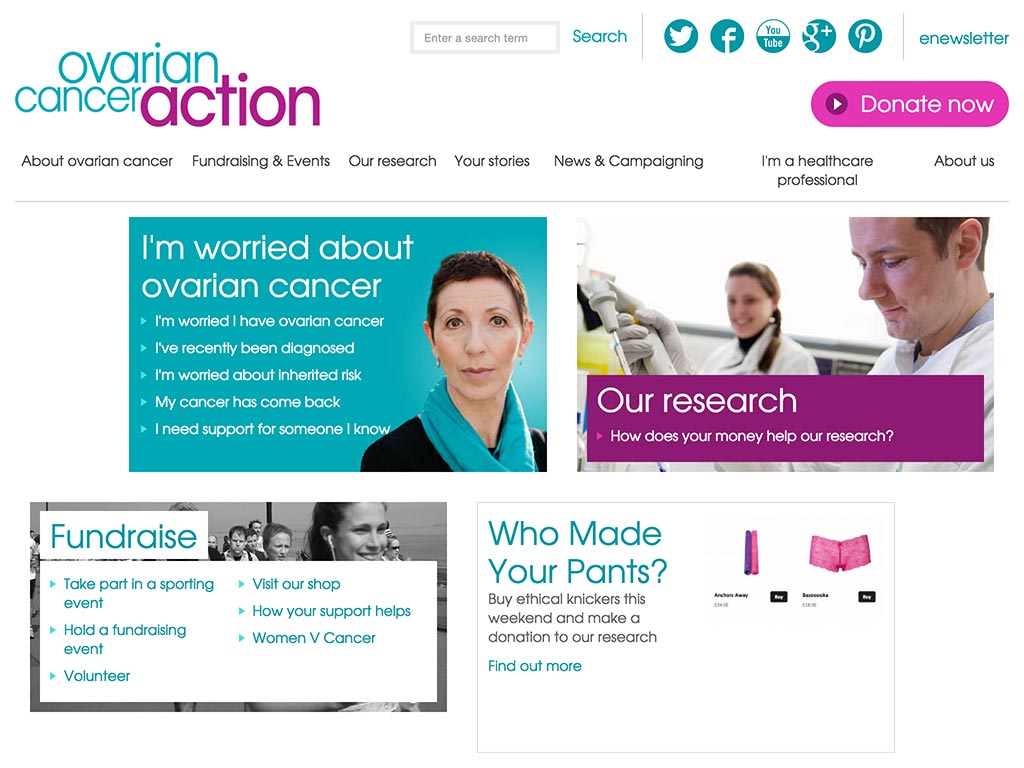 ovarian
canceraction
Enter a search term
Search
You
Tube
g+
enewsletter
Donate now
About ovarian cancer
Fundraising & Events
Our research
Your stories
News & Campaigning
I'm a healthcare
professional
About us
I'm worried about
ovarian cancer
I'm worried I have ovarian cancer
I've recently been diagnosed
I'm worried about inherited risk
My cancer has come back
I need support for someone I know
Our research
How does your money help our research?
Fundraise
Take part in a sporting
event
Hold a fundraising
event
Volunteer
Visit our shop
How your support helps
Women V Cancer
Who Made
Your Pants?
Buy ethical knickers this
weekend and make a
donation to our research
Find out more
Anchors Away
£34.00
Buy
Bazooooka
£18.00
Buy